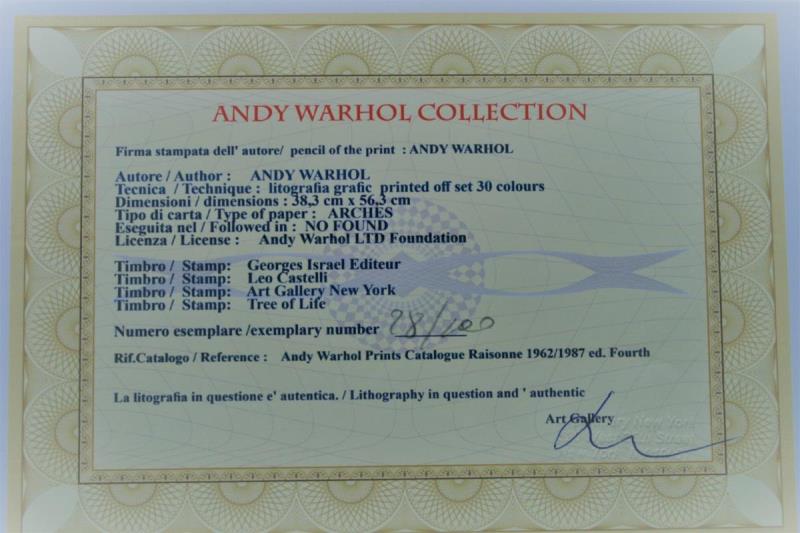 ANDY WARHOL COLLECTION
Firma stampata dell' autore/ pencil of the print : ANDY WARHOL
Autore / Author : ANDY WARHOL
Tecnica / Technique : litografia grafic printed off set 30 colours
Dimensioni / dimensions : 38,3 cm x 56,3 cm
Tipo di carta / Type of paper : ARCHES
Eseguita nel / Followed in : NO FOUND
Licenza / License : Andy Warhol LTD Foundation
Timbro / Stamp: Georges Israel Editeur
Timbro / Stamp: Leo Castelli
Timbro / Stamp: Art Gallery New York
Timbro / Stamp: Tree of Life
Numero esemplare /exemplary number 28/100
Rif.Catalogo / Reference : Andy Warhol Prints Catalogue Raisonne 1962/1987 ed. Fourth
La litografia in questione e' autentica. / Lithography in question and ' authentic
Art Gallery
New York
Street